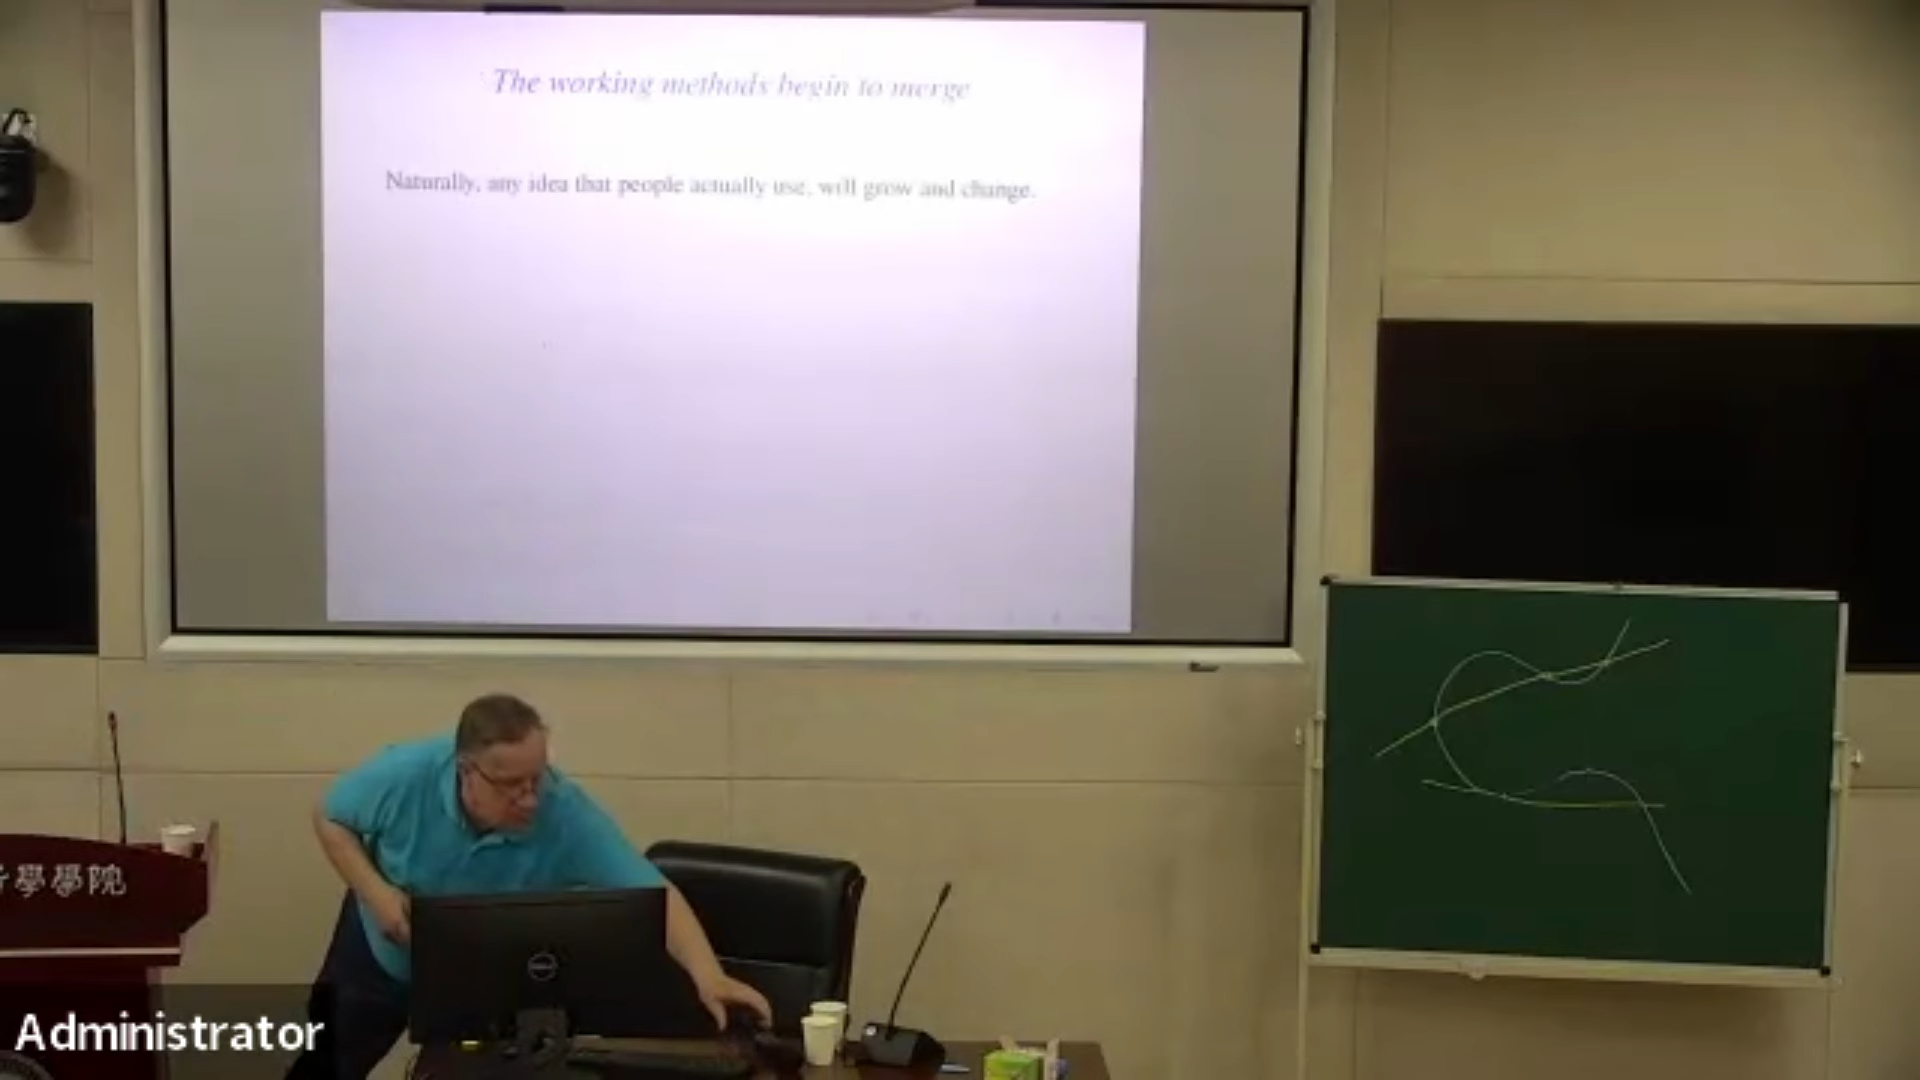 The working methods begin to merge
Naturally, any idea that people actually use, will grow and change.
學學院
DELL
Administrator